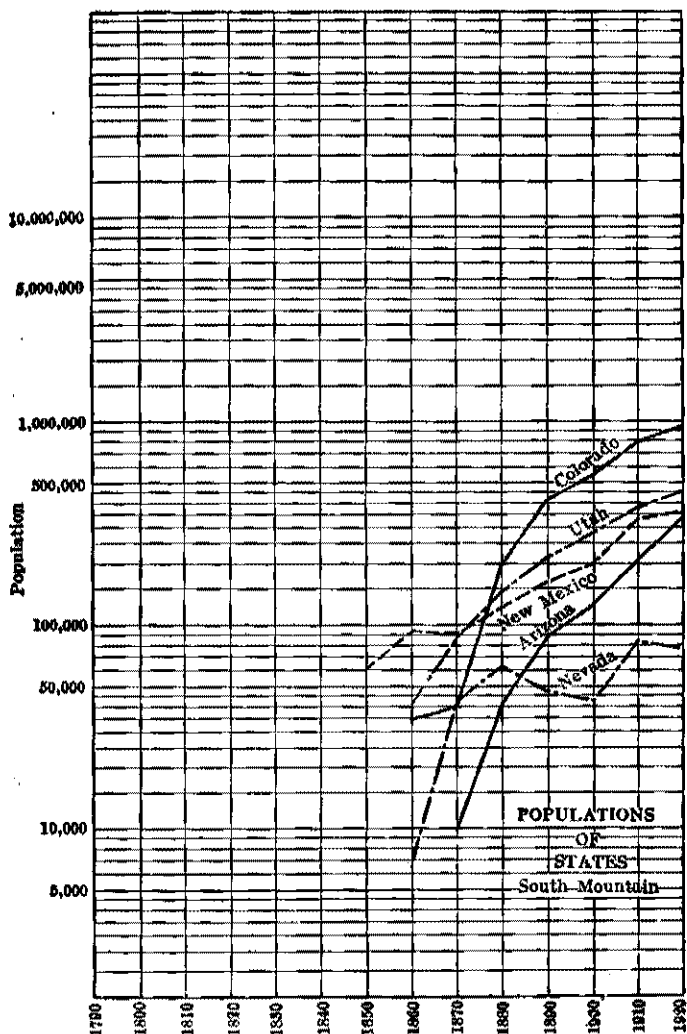 10.000,000
5,000,000
1,000,000
500,000
100,000
50,000
10,000
5,000
Population
Colorado
Utah
New Mexico
Arizona
Nevada
POPULATIONS
OF
STATES
South Mountain
1790
1800
1810
1820
1830
1840
1850
1860
1870
1880
1890
1900
1910
1920